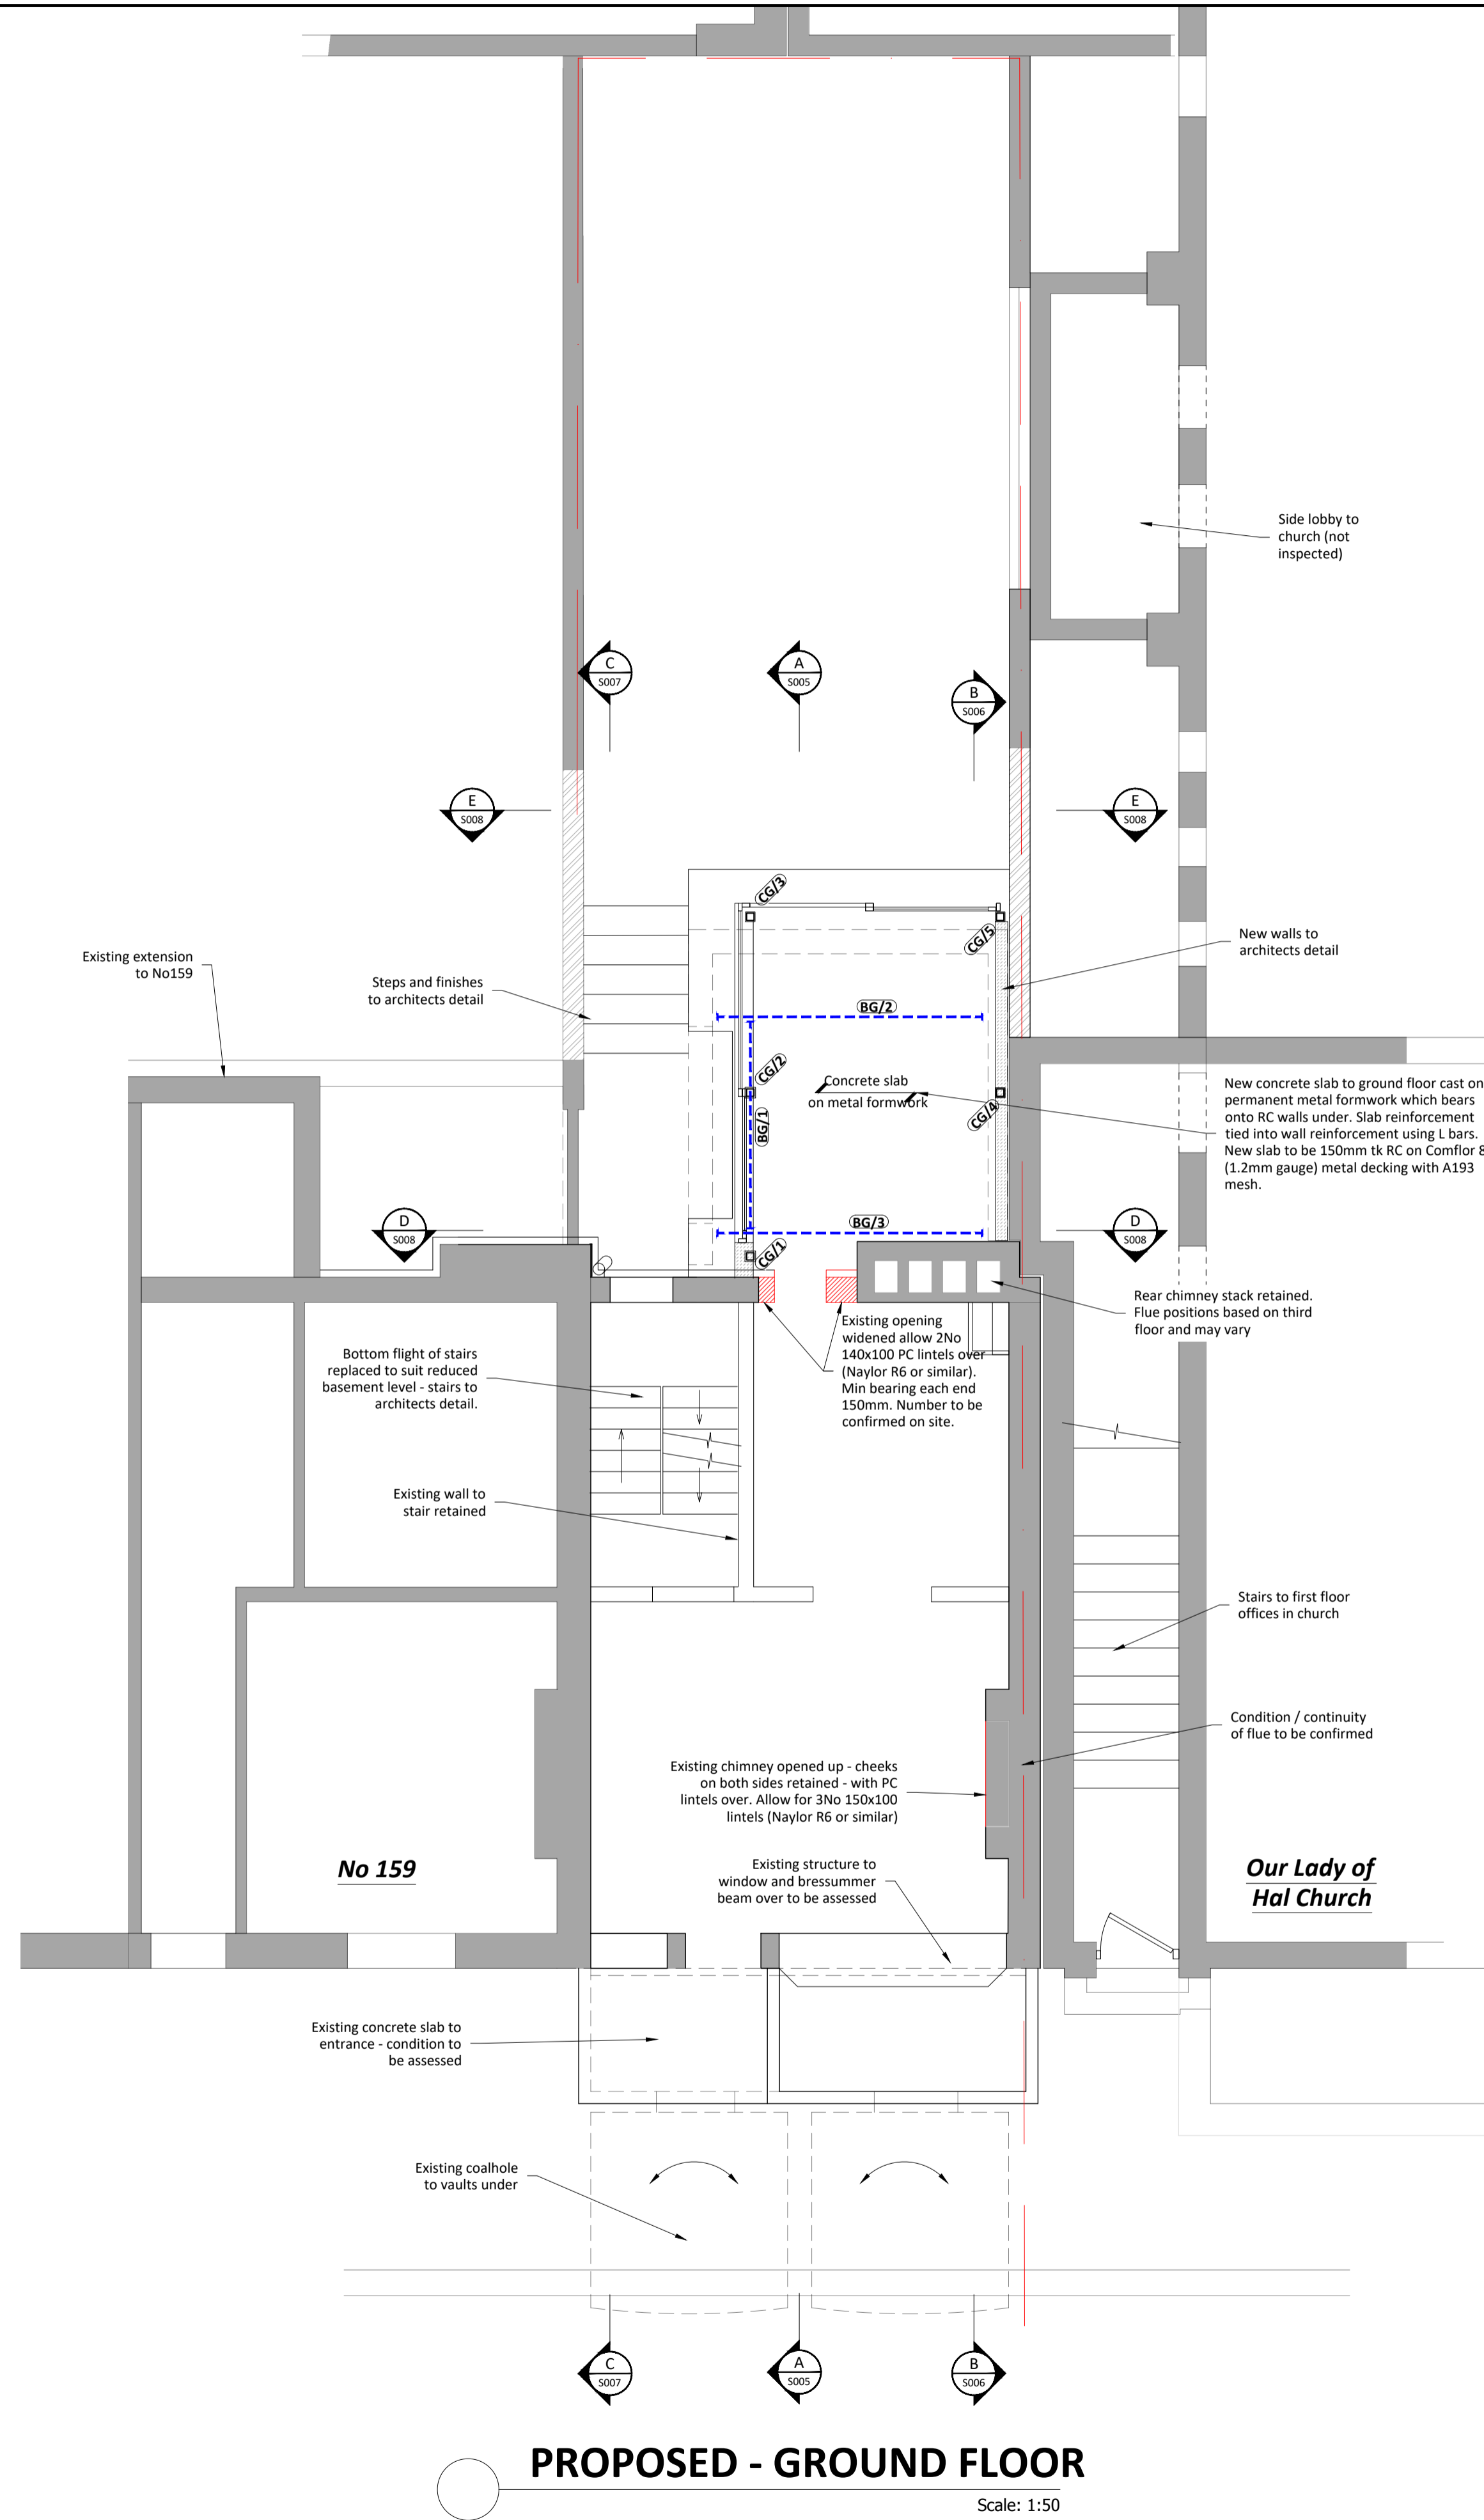 Side lobby to
church (not
inspected)
C
S007
A
S005
B
S006
E
S008
E
S008
CG/3
CG/5
New walls to
architects detail
Existing extension
to No159
Steps and finishes
to architects detail
BG/2
CG/2
Concrete slab
on metal formwork
BG/1
CG/4
New concrete slab to ground floor cast on
permanent metal formwork which bears
onto RC walls under. Slab reinforcement
tied into wall reinforcement using L bars.
New slab to be 150mm tk RC on Comflor 8
(1.2mm gauge) metal decking with A193
mesh.
D
S008
BG/3
D
S008
CG/1
Rear chimney stack retained.
Flue positions based on third
floor and may vary
Existing opening
widened allow 2No
140x100 PC lintels over
(Naylor R6 or similar).
Min bearing each end
150mm. Number to be
confirmed on site.
Bottom flight of stairs
replaced to suit reduced
basement level - stairs to
architects detail.
Existing wall to
stair retained
Stairs to first floor
offices in church
Condition / continuity
of flue to be confirmed
Existing chimney opened up - cheeks
on both sides retained - with PC
lintels over. Allow for 3No 150x100
lintels (Naylor R6 or similar)
No 159
Existing structure to
window and bressummer
beam over to be assessed
Our Lady of
Hal Church
Existing concrete slab to
entrance - condition to
be assessed
Existing coalhole
to vaults under
C
S007
A
S005
B
S006
PROPOSED - GROUND FLOOR
Scale: 1:50